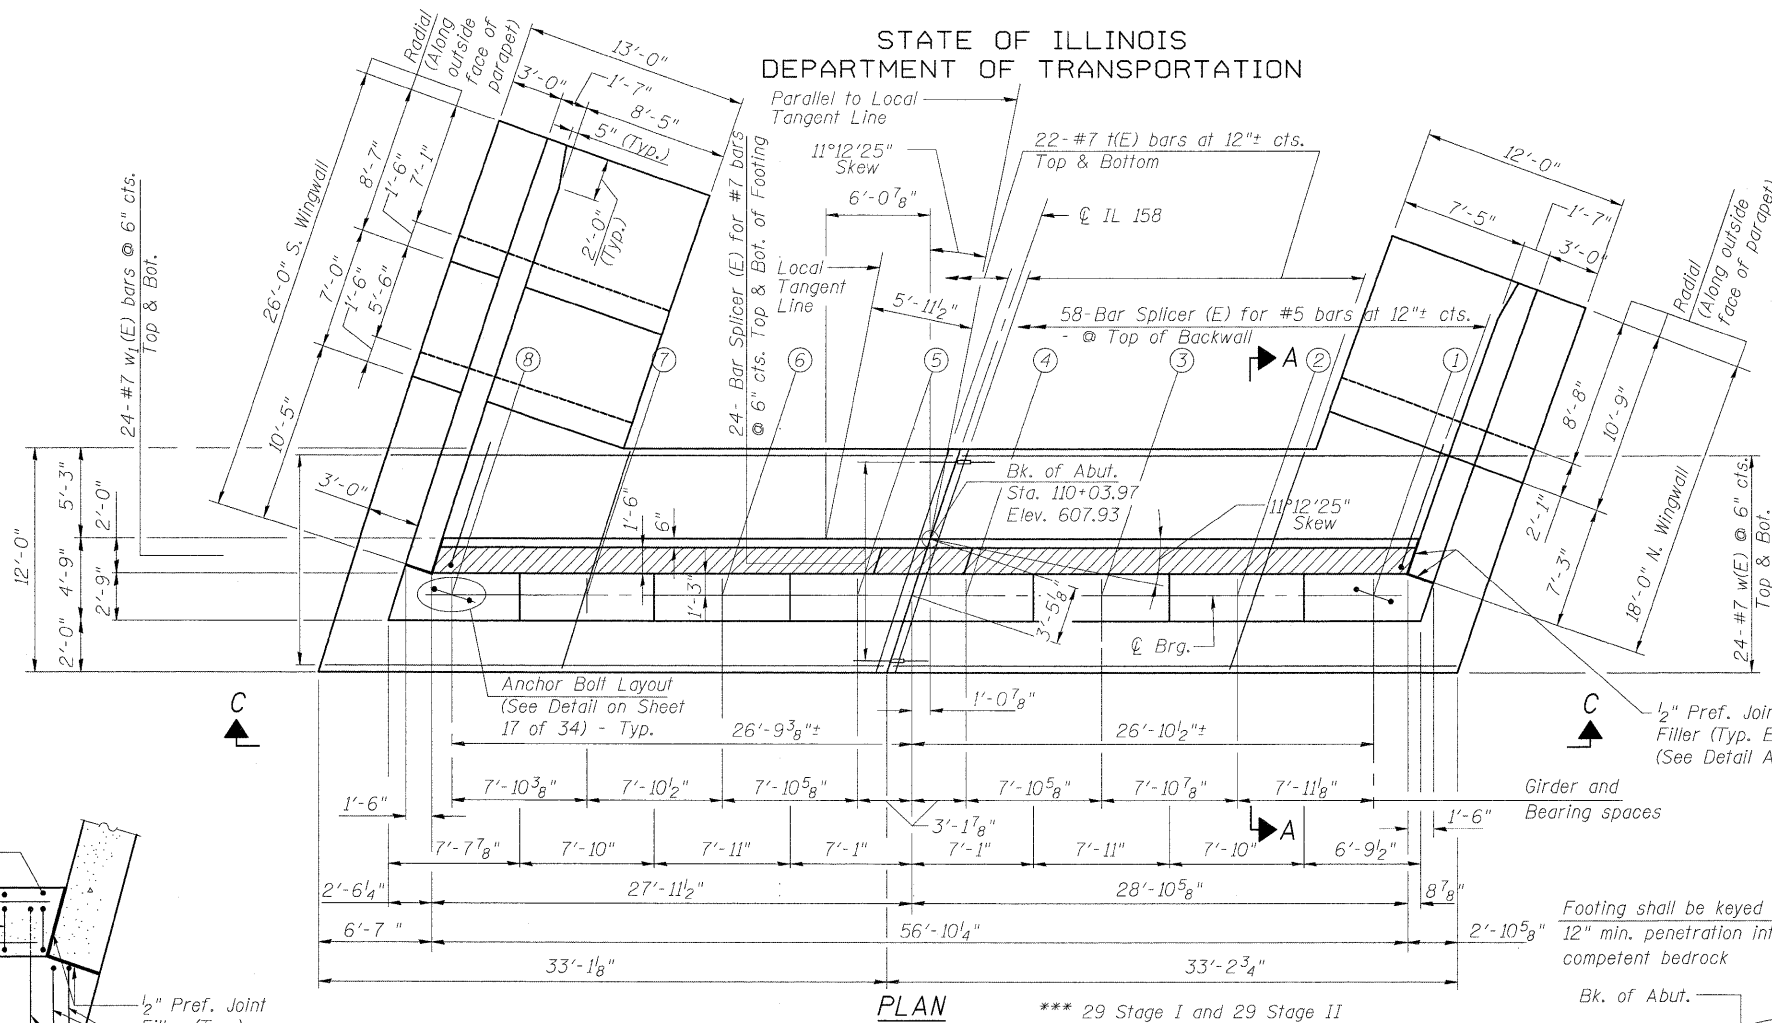 STATE OF ILLINOIS
DEPARTMENT OF TRANSPORTATION
Radial
(Along
outside
face of
parapet)
13'-0"
3'-0"
1'-7"
8'-5"
5" (Typ.)
2'-0"
(Typ.)
26'-0" S. Wingwall
8'-7"
1'-6"
7'-1"
7'-0"
1'-6"
5'-6"
10'-5"
3'-0"
24-#7 w1(E) bars @ 6" cts.
Top & Bot.
24- Bar Splicer (E) for #7 bars
@ 6" cts. Top & Bot. of Footing
Parallel to Local
Tangent Line
11°12'25"
Skew
6'-0 7/8"
Local
Tangent
Line
5'-11 1/2"
22-#7 t(E) bars at 12"± cts.
Top & Bottom
℄ IL 158
58-Bar Splicer (E) for #5 bars at 12"± cts.
- @ Top of Backwall
A
8
7
6
5
4
3
2
1
12'-0"
7'-5"
1'-7"
3'-0"
Radial
(Along outside
face of parapet)
8'-8"
10'-9"
2'-1"
7'-3"
18'-0" N. Wingwall
24-#7 w(E) @ 6" cts.
Top & Bot.
12'-0"
5'-3"
4'-9"
2'-0"
2'-0"
2'-9"
1'-6"
6"
1'-3"
Bk. of Abut.
Sta. 110+03.97
Elev. 607.93
11°12'25"
Skew
3'-5 1/8"
℄ Brg.
Anchor Bolt Layout
(See Detail on Sheet
17 of 34) - Typ.
C
C
1/2" Pref. Join
Filler (Typ. E
(See Detail A
1'-0 7/8"
26'-9 3/8"±
26'-10 1/2"±
7'-10 3/8"
7'-10 1/2"
7'-10 5/8"
7'-10 5/8"
7'-10 7/8"
7'-11 1/8"
Girder and
Bearing spaces
1'-6"
3'-1 7/8"
A
1'-6"
7'-7 7/8"
7'-10"
7'-11"
7'-1"
7'-1"
7'-11"
7'-10"
6'-9 1/2"
2'-6 1/4"
27'-11 1/2"
28'-10 5/8"
8 7/8"
6'-7"
56'-10 1/4"
2'-10 5/8"
33'-1 1/8"
33'-2 3/4"
Footing shall be keyed
12" min. penetration int
competent bedrock
Bk. of Abut.
1/2" Pref. Joint
PLAN
*** 29 Stage I and 29 Stage II